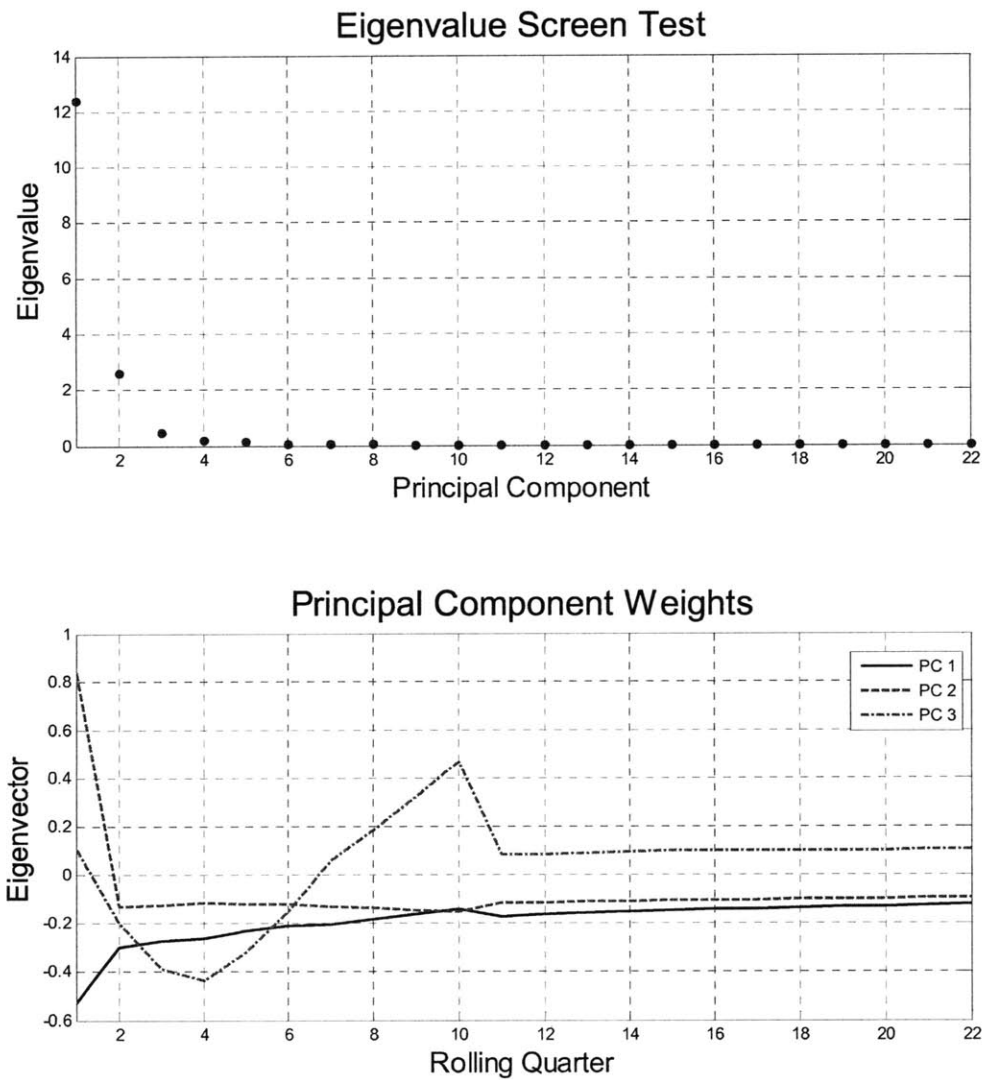 Eigenvalue Screen Test
14
12
10
8
6
4
2
0
Eigenvalue
2 4 6 8 10 12 14 16 18 20 22
Principal Component
Principal Component Weights
1
0.8
0.6
0.4
0.2
0
-0.2
-0.4
-0.6
Eigenvector
PC 1
PC 2
PC 3
2 4 6 8 10 12 14 16 18 20 22
Rolling Quarter